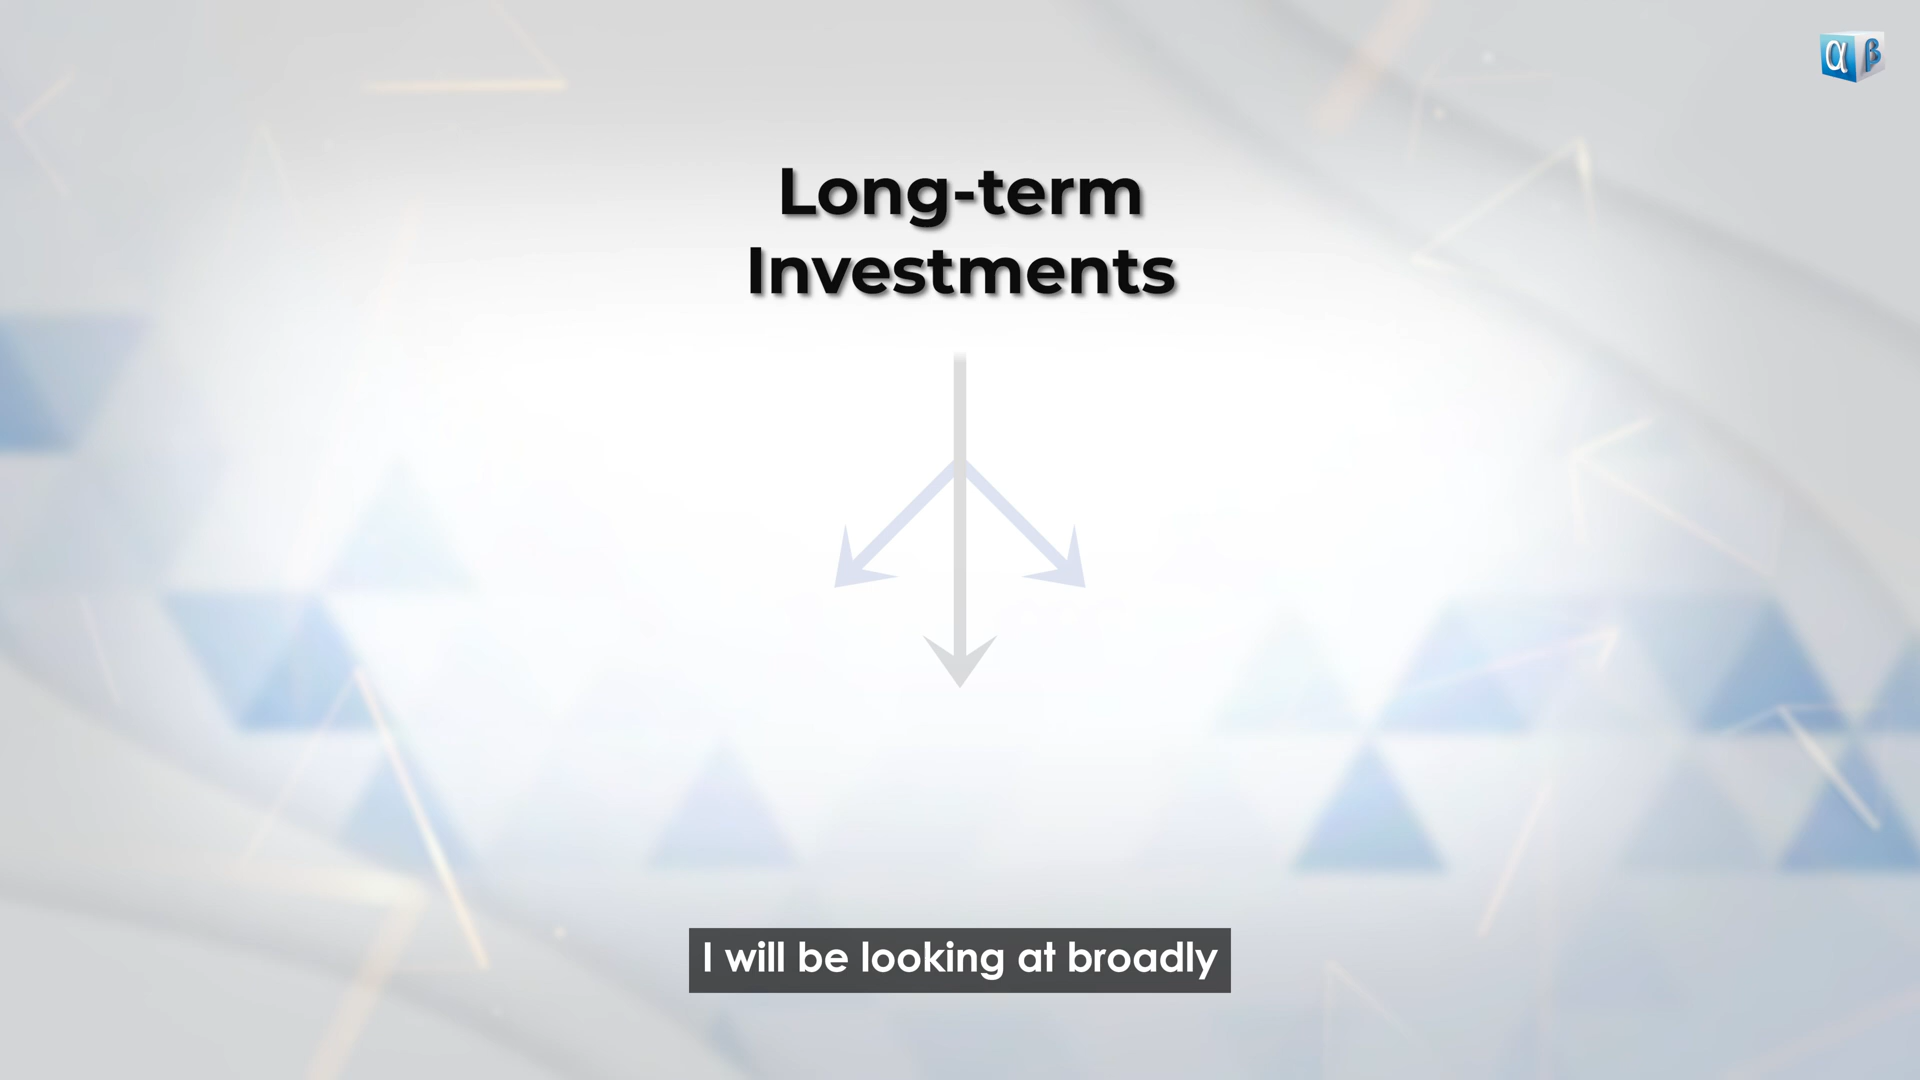 α β
Long-term
Investments
I will be looking at broadly